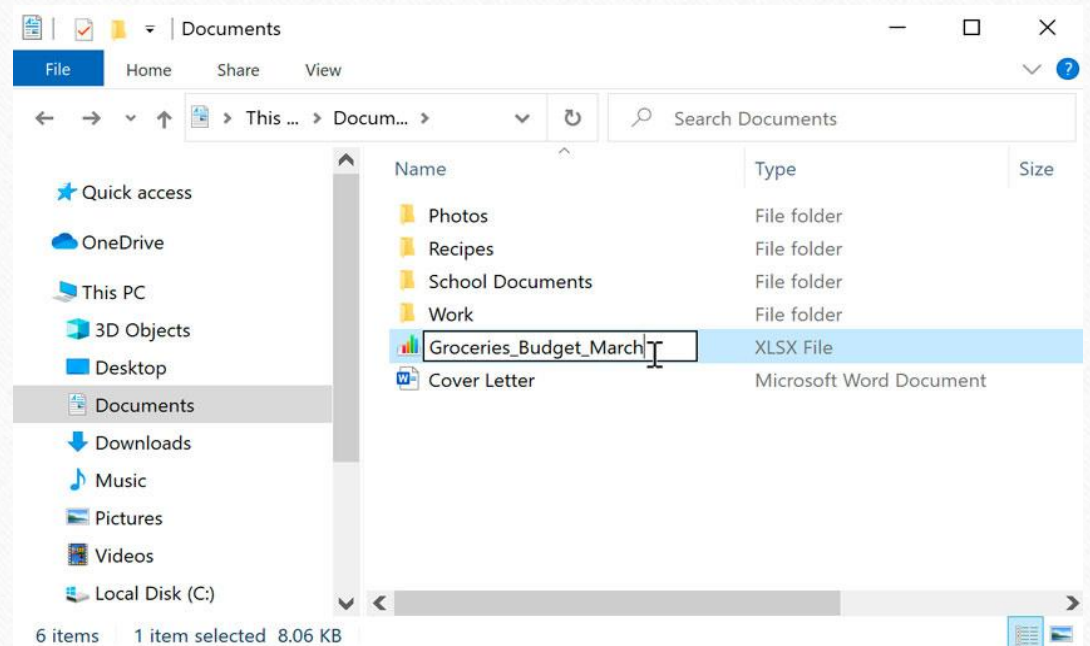 Documents
File Home Share View ?
This ... > Docum... > Search Documents
Name Type Size
Quick access
OneDrive
This PC
3D Objects
Desktop
Documents
Downloads
Music
Pictures
Videos
Local Disk (C:)
Photos File folder
Recipes File folder
School Documents File folder
Work File folder
Groceries_Budget_March XLSX File
Cover Letter Microsoft Word Document
6 items 1 item selected 8.06 KB